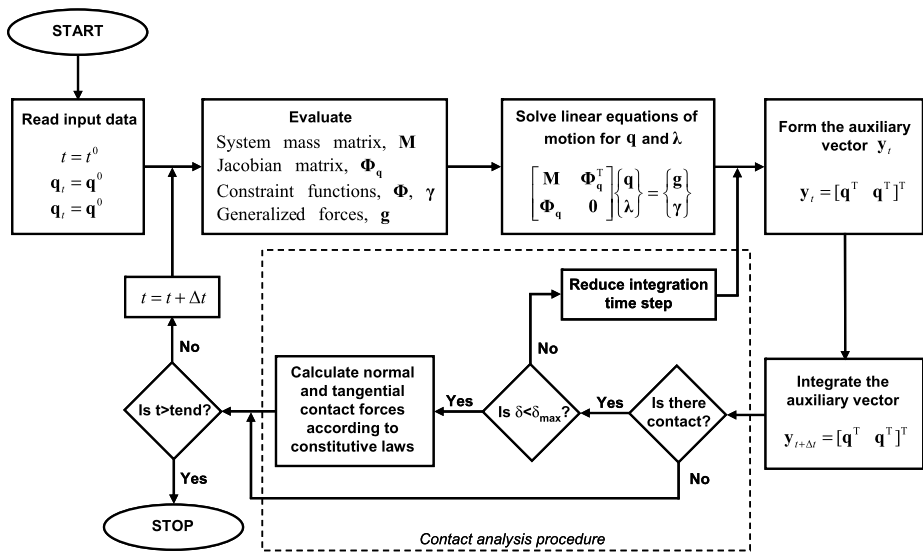 START
Read input data
t = t⁰
q_t = q⁰
q_t = q⁰
Evaluate
System mass matrix, M
Jacobian matrix, Φ_q
Constraint functions, Φ, γ
Generalized forces, g
Solve linear equations of
motion for q and λ
[M Φ_q^T; Φ_q 0] {q; λ} = {g; γ}
Form the auxiliary
vector y_t
y_t = [q^T q^T]^T
Integrate the
auxiliary vector
y_{t+Δt} = [q^T q^T]^T
Is there
contact?
Yes
No
Is δ<δ_max?
No
Reduce integration
time step
Yes
Calculate normal
and tangential
contact forces
according to
constitutive laws
Contact analysis procedure
Is t>tend?
No
t = t + Δt
Yes
STOP